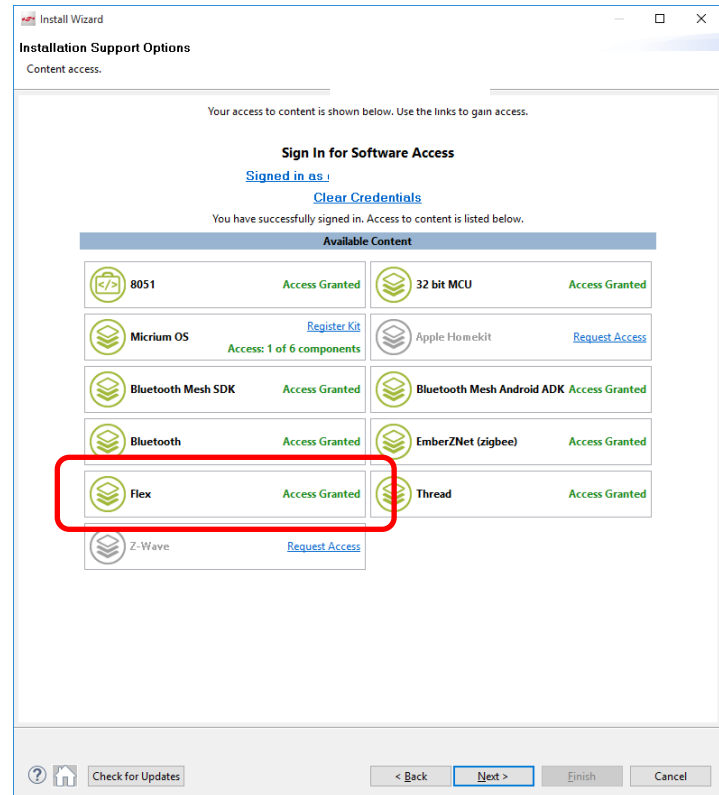 Install Wizard
Installation Support Options
Content access.
Your access to content is shown below. Use the links to gain access.
Sign In for Software Access
Signed in as
Clear Credentials
You have successfully signed in. Access to content is listed below.
Available Content
8051 Access Granted
32 bit MCU Access Granted
Micrium OS Register Kit
Access: 1 of 6 components
Apple Homekit Request Access
Bluetooth Mesh SDK Access Granted
Bluetooth Mesh Android ADK Access Granted
Bluetooth Access Granted
EmberZNet (zigbee) Access Granted
Flex Access Granted
Thread Access Granted
Z-Wave Request Access
Check for Updates
< Back Next > Finish Cancel